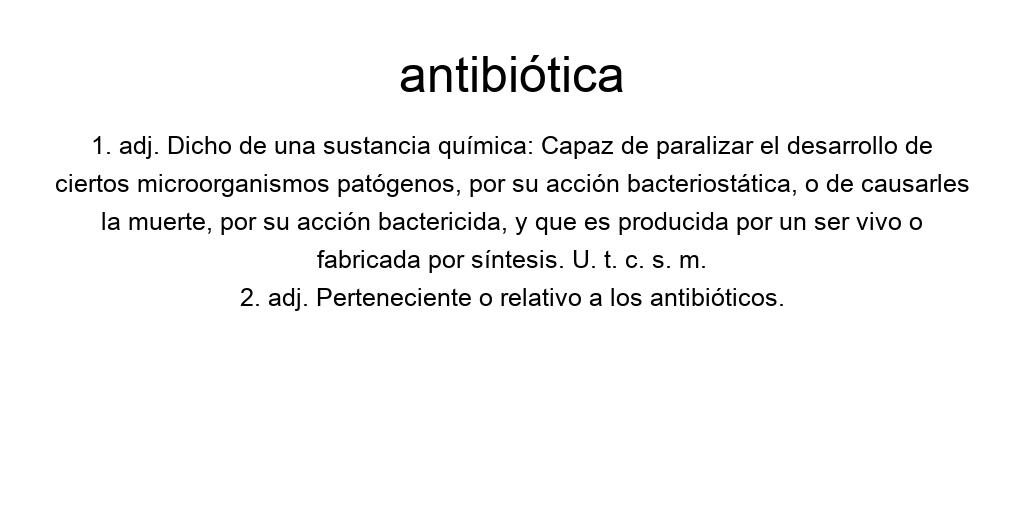 antibiótica
1. adj. Dicho de una sustancia química: Capaz de paralizar el desarrollo de
ciertos microorganismos patógenos, por su acción bacteriostática, o de causarles
la muerte, por su acción bactericida, y que es producida por un ser vivo o
fabricada por síntesis. U. t. c. s. m.
2. adj. Perteneciente o relativo a los antibióticos.